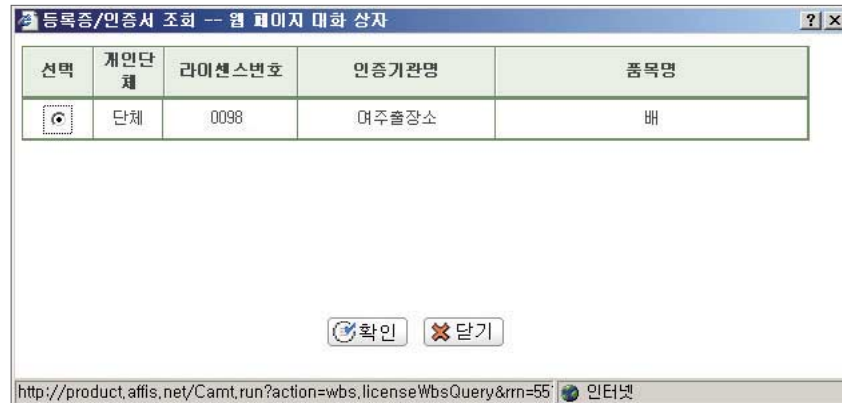 등록증/인증서 조회 -- 웹 페이지 대화 상자
선택 개인단체 라이센스번호 인증기관명 품목명
단체 0098 여주출장소 배
확인 닫기
http://product.affis.net/Camt.run?action=wbs.licenseWbsQuery&rrn=55 인터넷